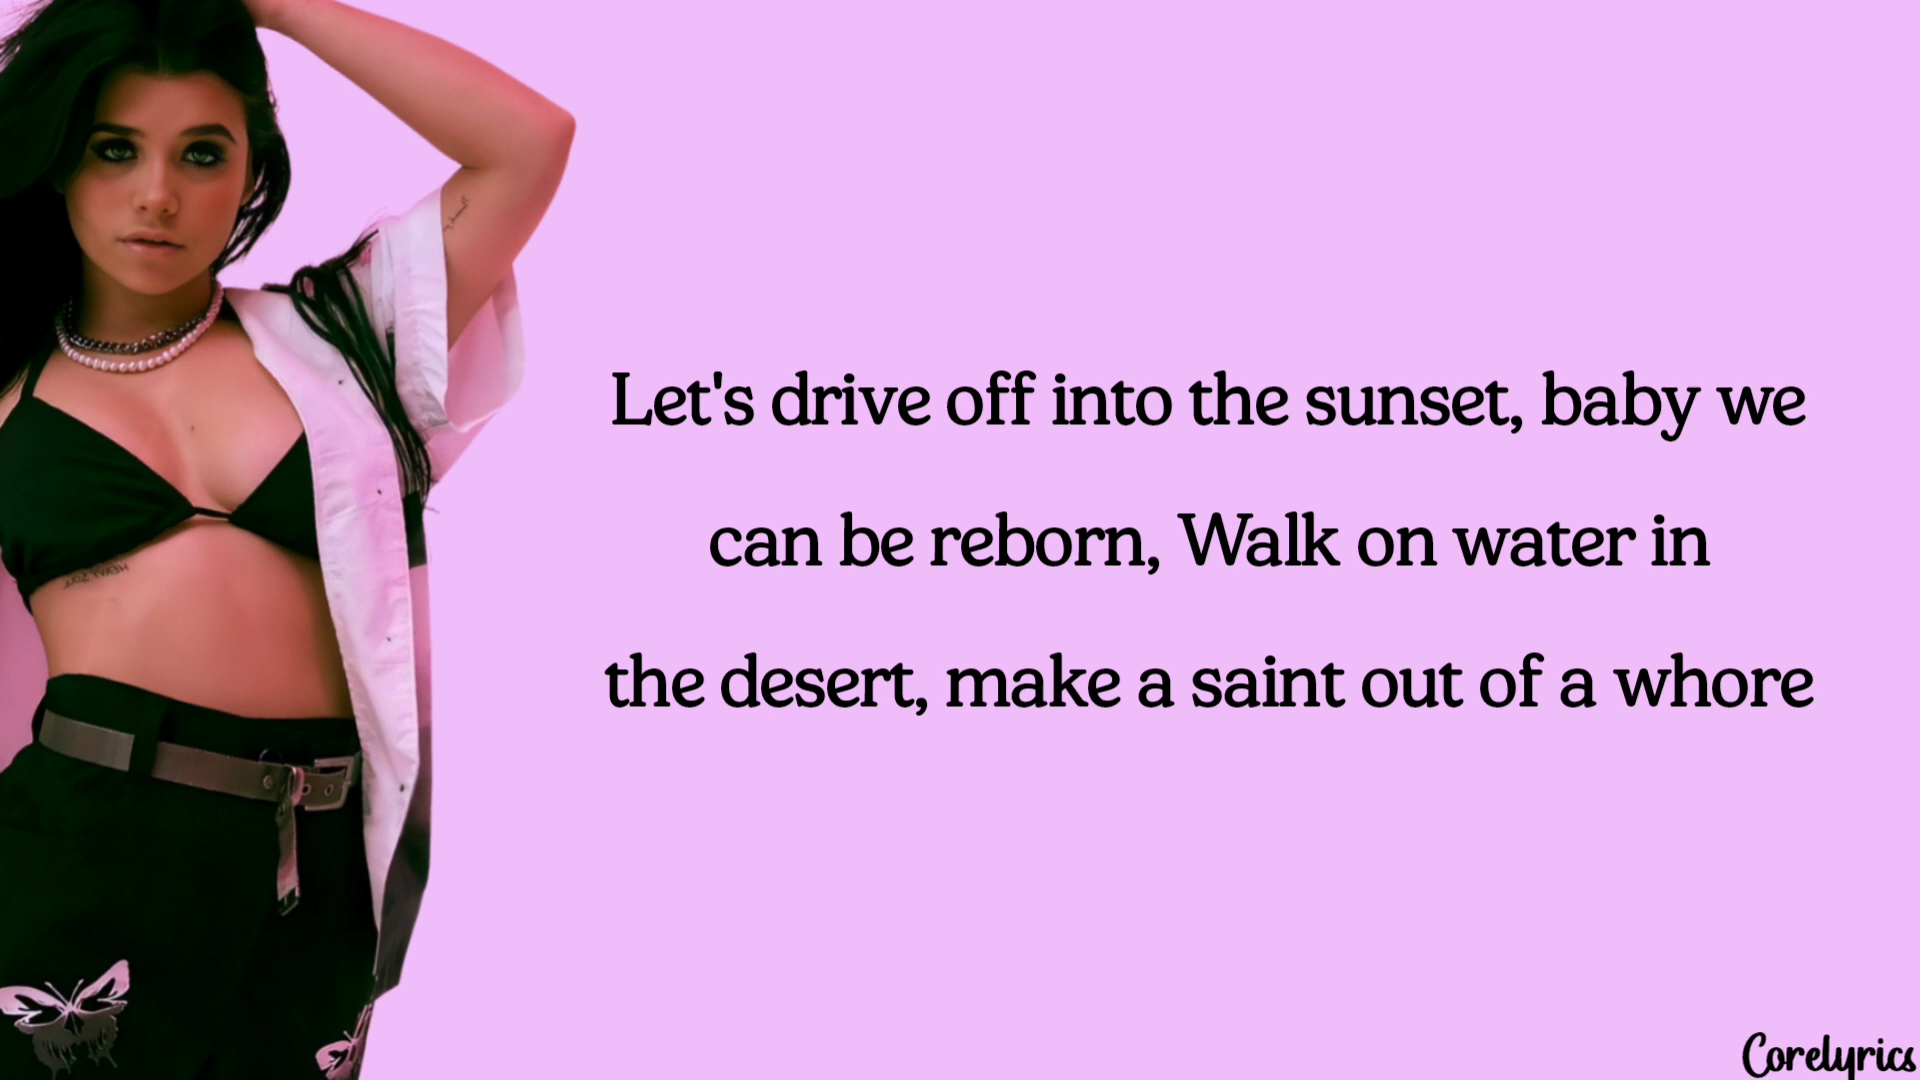 Let's drive off into the sunset, baby we
can be reborn, Walk on water in
the desert, make a saint out of a whore
Corelyrics